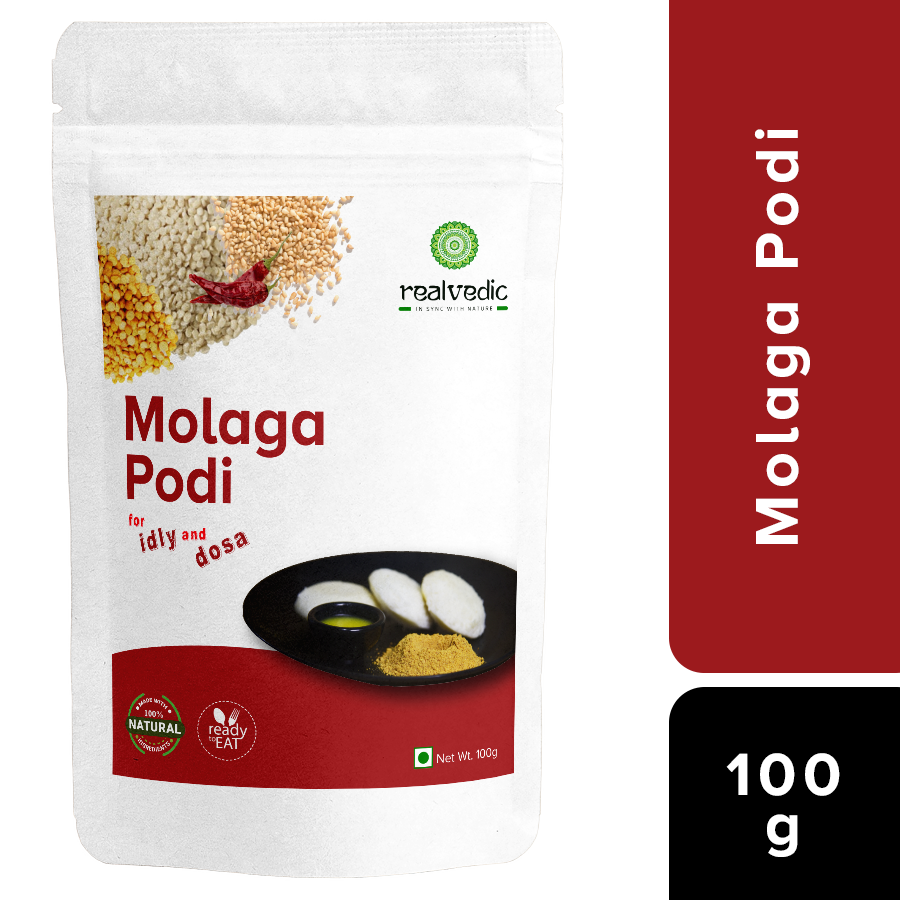 realvedic
IN SYNC WITH NATURE
Molaga
Podi
for
idly and
dosa
MADE WITH
100%
NATURAL
INGREDIENTS
ready
to EAT
Net Wt. 100g
Molaga Podi
100
g